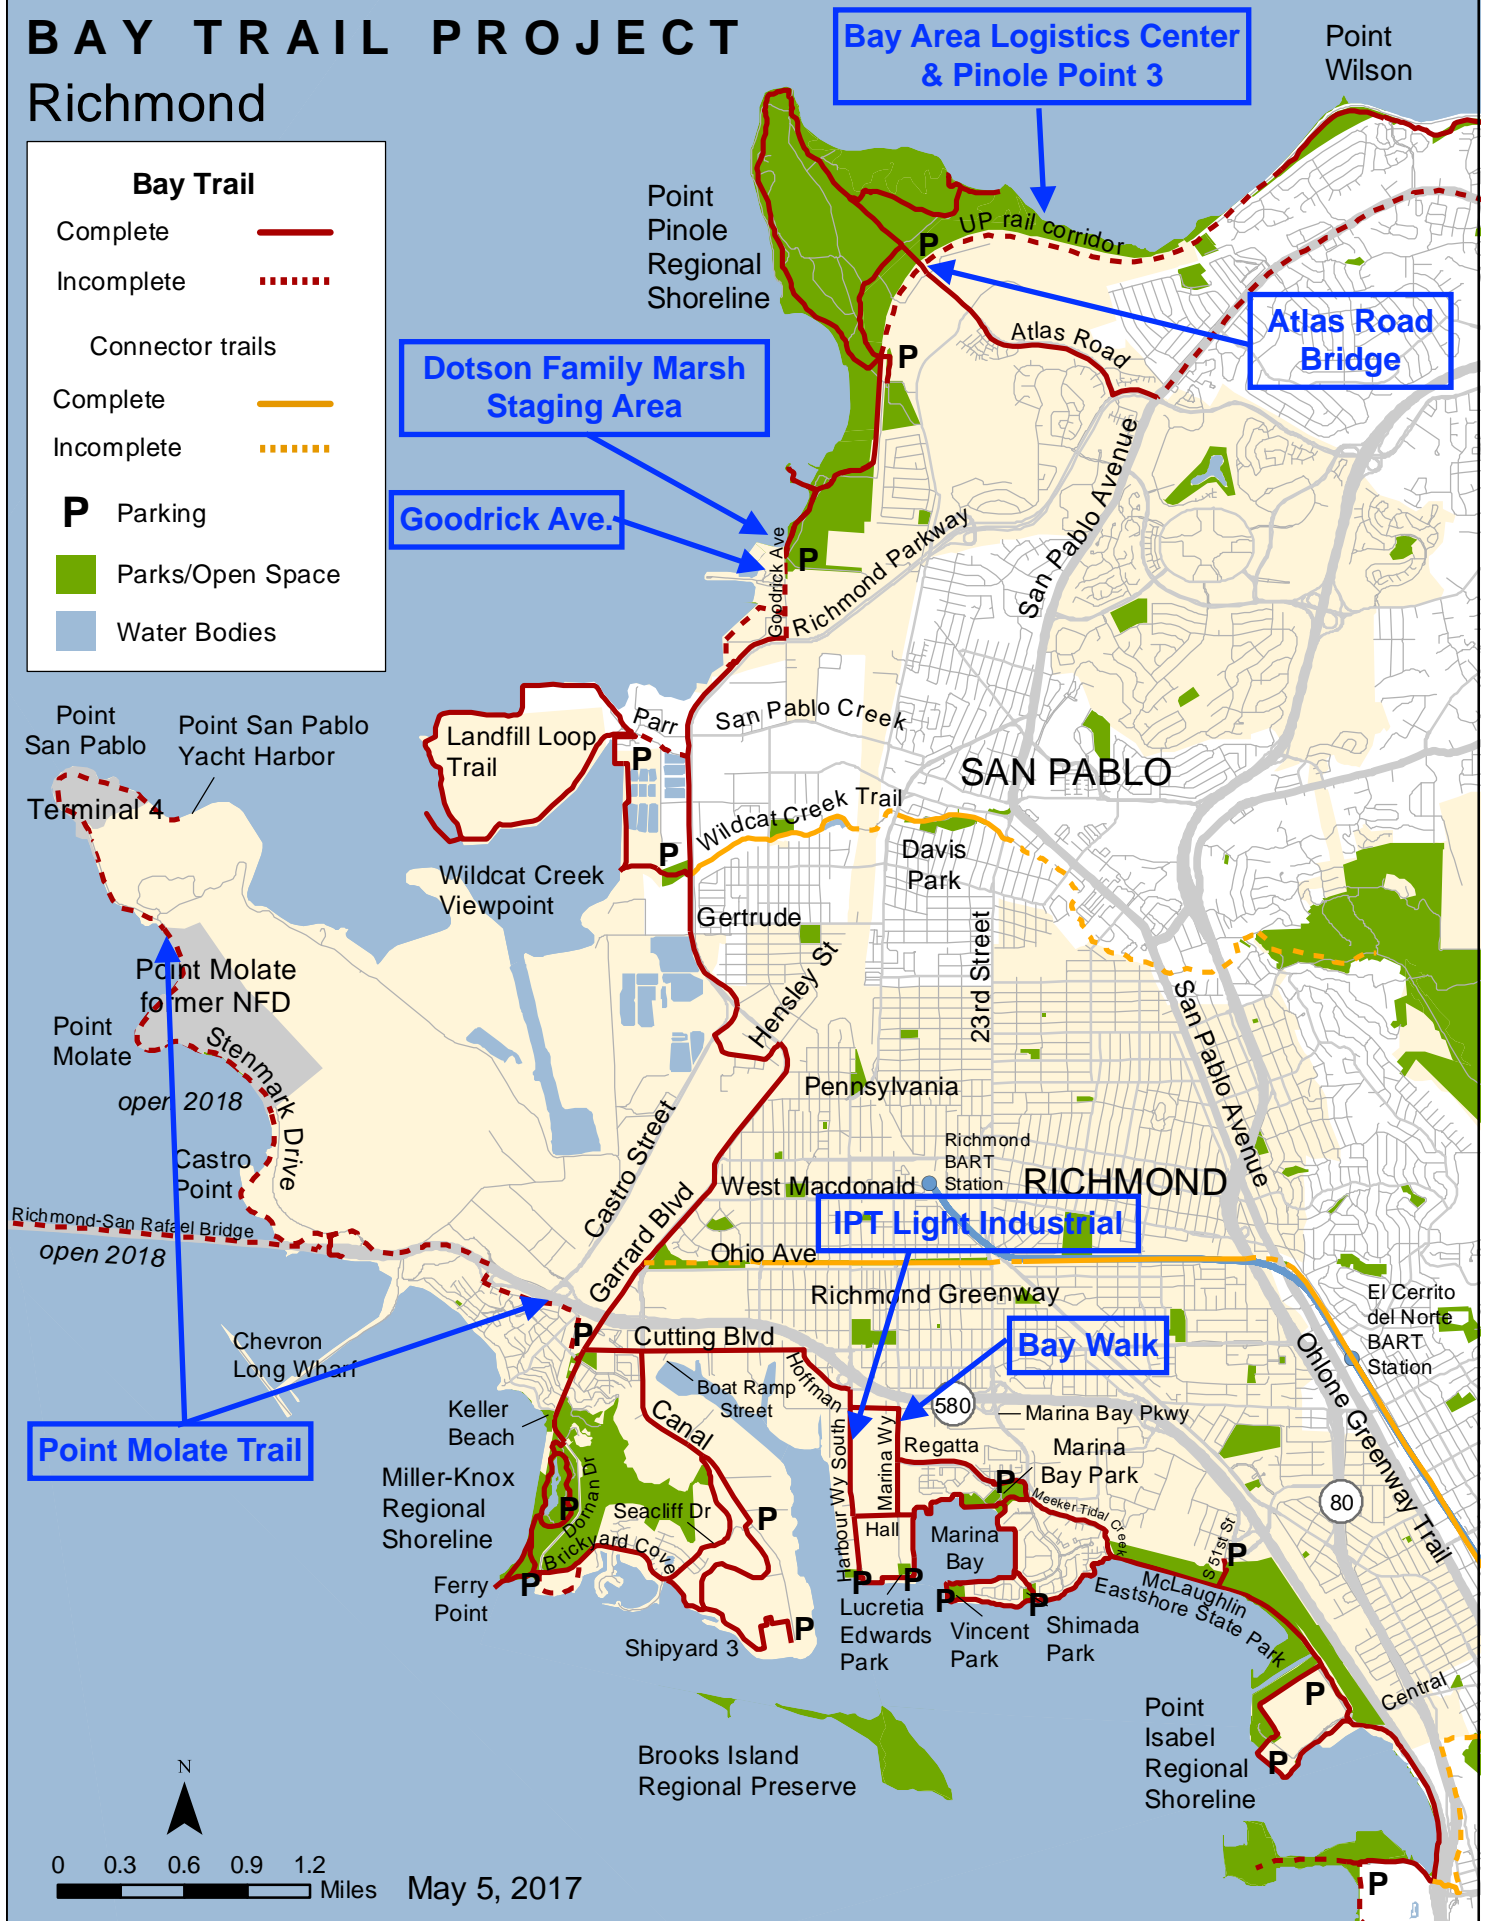 BAY TRAIL PROJECT
Richmond
Bay Trail
Complete
Incomplete
Connector trails
Complete
Incomplete
P Parking
Parks/Open Space
Water Bodies
Bay Area Logistics Center
& Pinole Point 3
Point
Wilson
Point
Pinole
Regional
Shoreline
P
UP rail corridor
Atlas Road
Bridge
Atlas Road
P
Dotson Family Marsh
Staging Area
Goodrick Ave.
P
Goodrick Ave
Richmond Parkway
San Pablo Avenue
Point
San Pablo
Point San Pablo
Yacht Harbor
Terminal 4
Landfill Loop
Trail
Parr
P
San Pablo Creek
SAN PABLO
Wildcat Creek Trail
P
Davis
Park
Wildcat Creek
Viewpoint
Gertrude
23rd Street
Hensley St
San Pablo Avenue
Point Molate
former NFD
Point
Molate
Stenmark Drive
open 2018
Pennsylvania
Castro Street
Castro
Point
Richmond
BART
Station
RICHMOND
West Macdonald
Richmond-San Rafael Bridge
open 2018
Garrard Blvd
IPT Light Industrial
Ohio Ave
Richmond Greenway
El Cerrito
del Norte
BART
Station
Chevron
Long Wharf
P
Cutting Blvd
Hoffman
Bay Walk
Ohlone Greenway Trail
Boat Ramp
Street
580
Marina Bay Pkwy
Keller
Beach
Canal
Point Molate Trail
Harbour Wy South
Marina Wy
Regatta
Marina
Bay Park
P
Miller-Knox
Regional
Shoreline
P
Dornan Dr
Seacliff Dr
P
Meeker Tidal Creek
80
Hall
Marina
Bay
Brickyard Cove
S 51st St
P
Ferry
Point
P
P
P
P
P
McLaughlin
Eastshore State Park
Lucretia
Edwards
Park
Vincent
Park
Shimada
Park
Shipyard 3
P
Point
Isabel
Regional
Shoreline
P
P
Central
Brooks Island
Regional Preserve
N
0 0.3 0.6 0.9 1.2
Miles
May 5, 2017
P